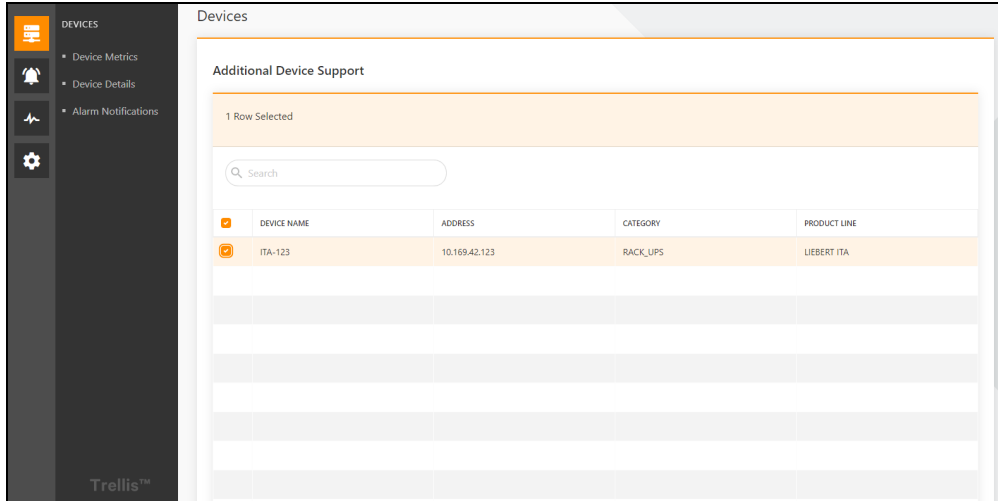 DEVICES
Device Metrics
Device Details
Alarm Notifications
Trellis™
Devices
Additional Device Support
1 Row Selected
Search
DEVICE NAME ADDRESS CATEGORY PRODUCT LINE
ITA-123 10.169.42.123 RACK_UPS LIEBERT ITA